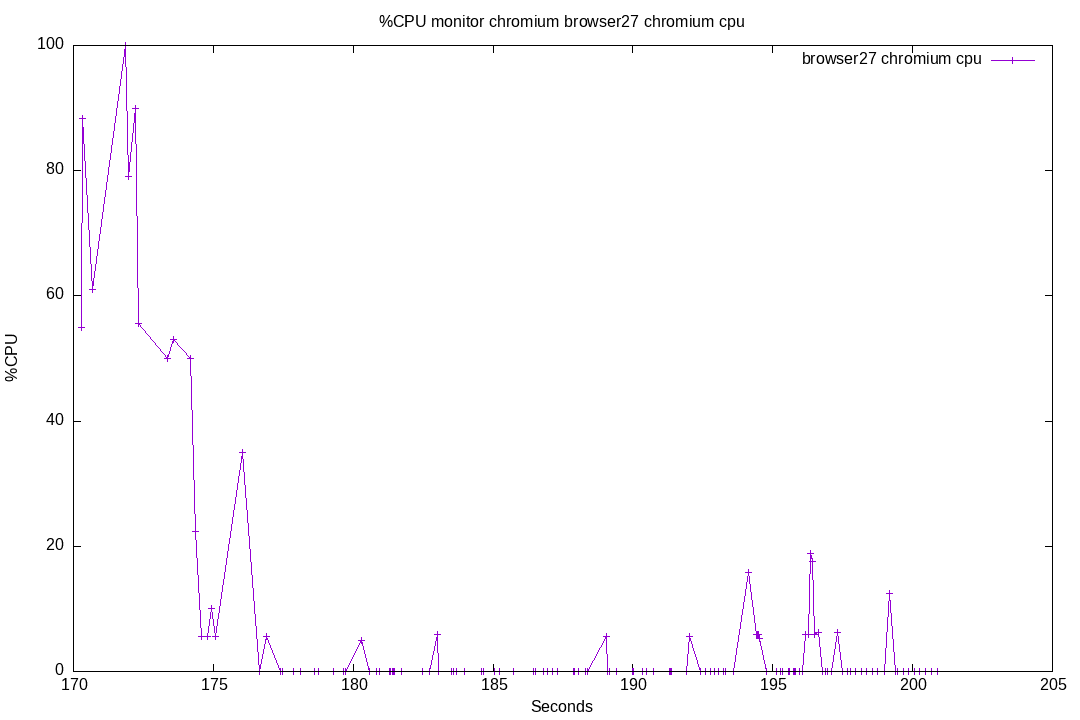 %CPU monitor chromium browser27 chromium cpu
browser27 chromium cpu
100
80
60
40
20
0
%CPU
170 175 180 185 190 195 200 205
Seconds